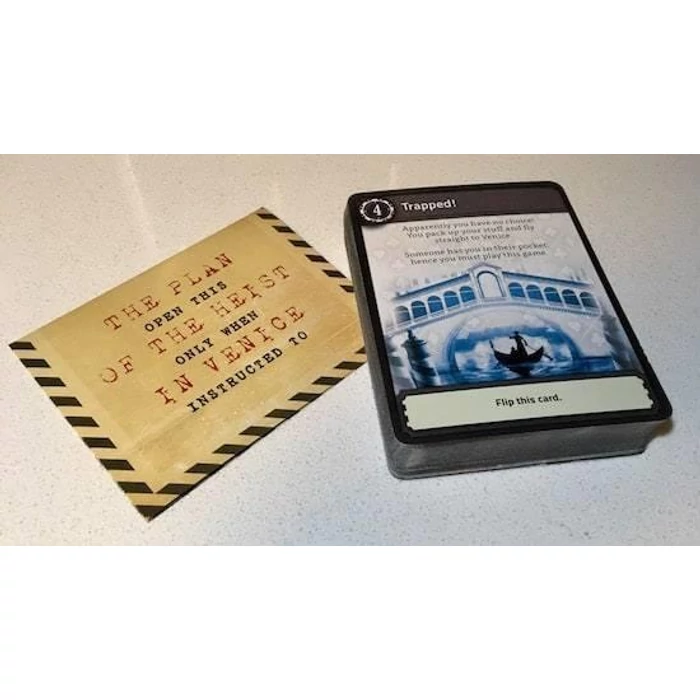 THE PLAN
OPEN THIS
OF THE HEIST
ONLY WHEN
IN VENICE
INSTRUCTED TO
4 Trapped!
Apparently you have no choice!
You pack up your stuff and fly
straight to Venice.
Someone has you in their pocket,
hence you must play this game.
Flip this card.